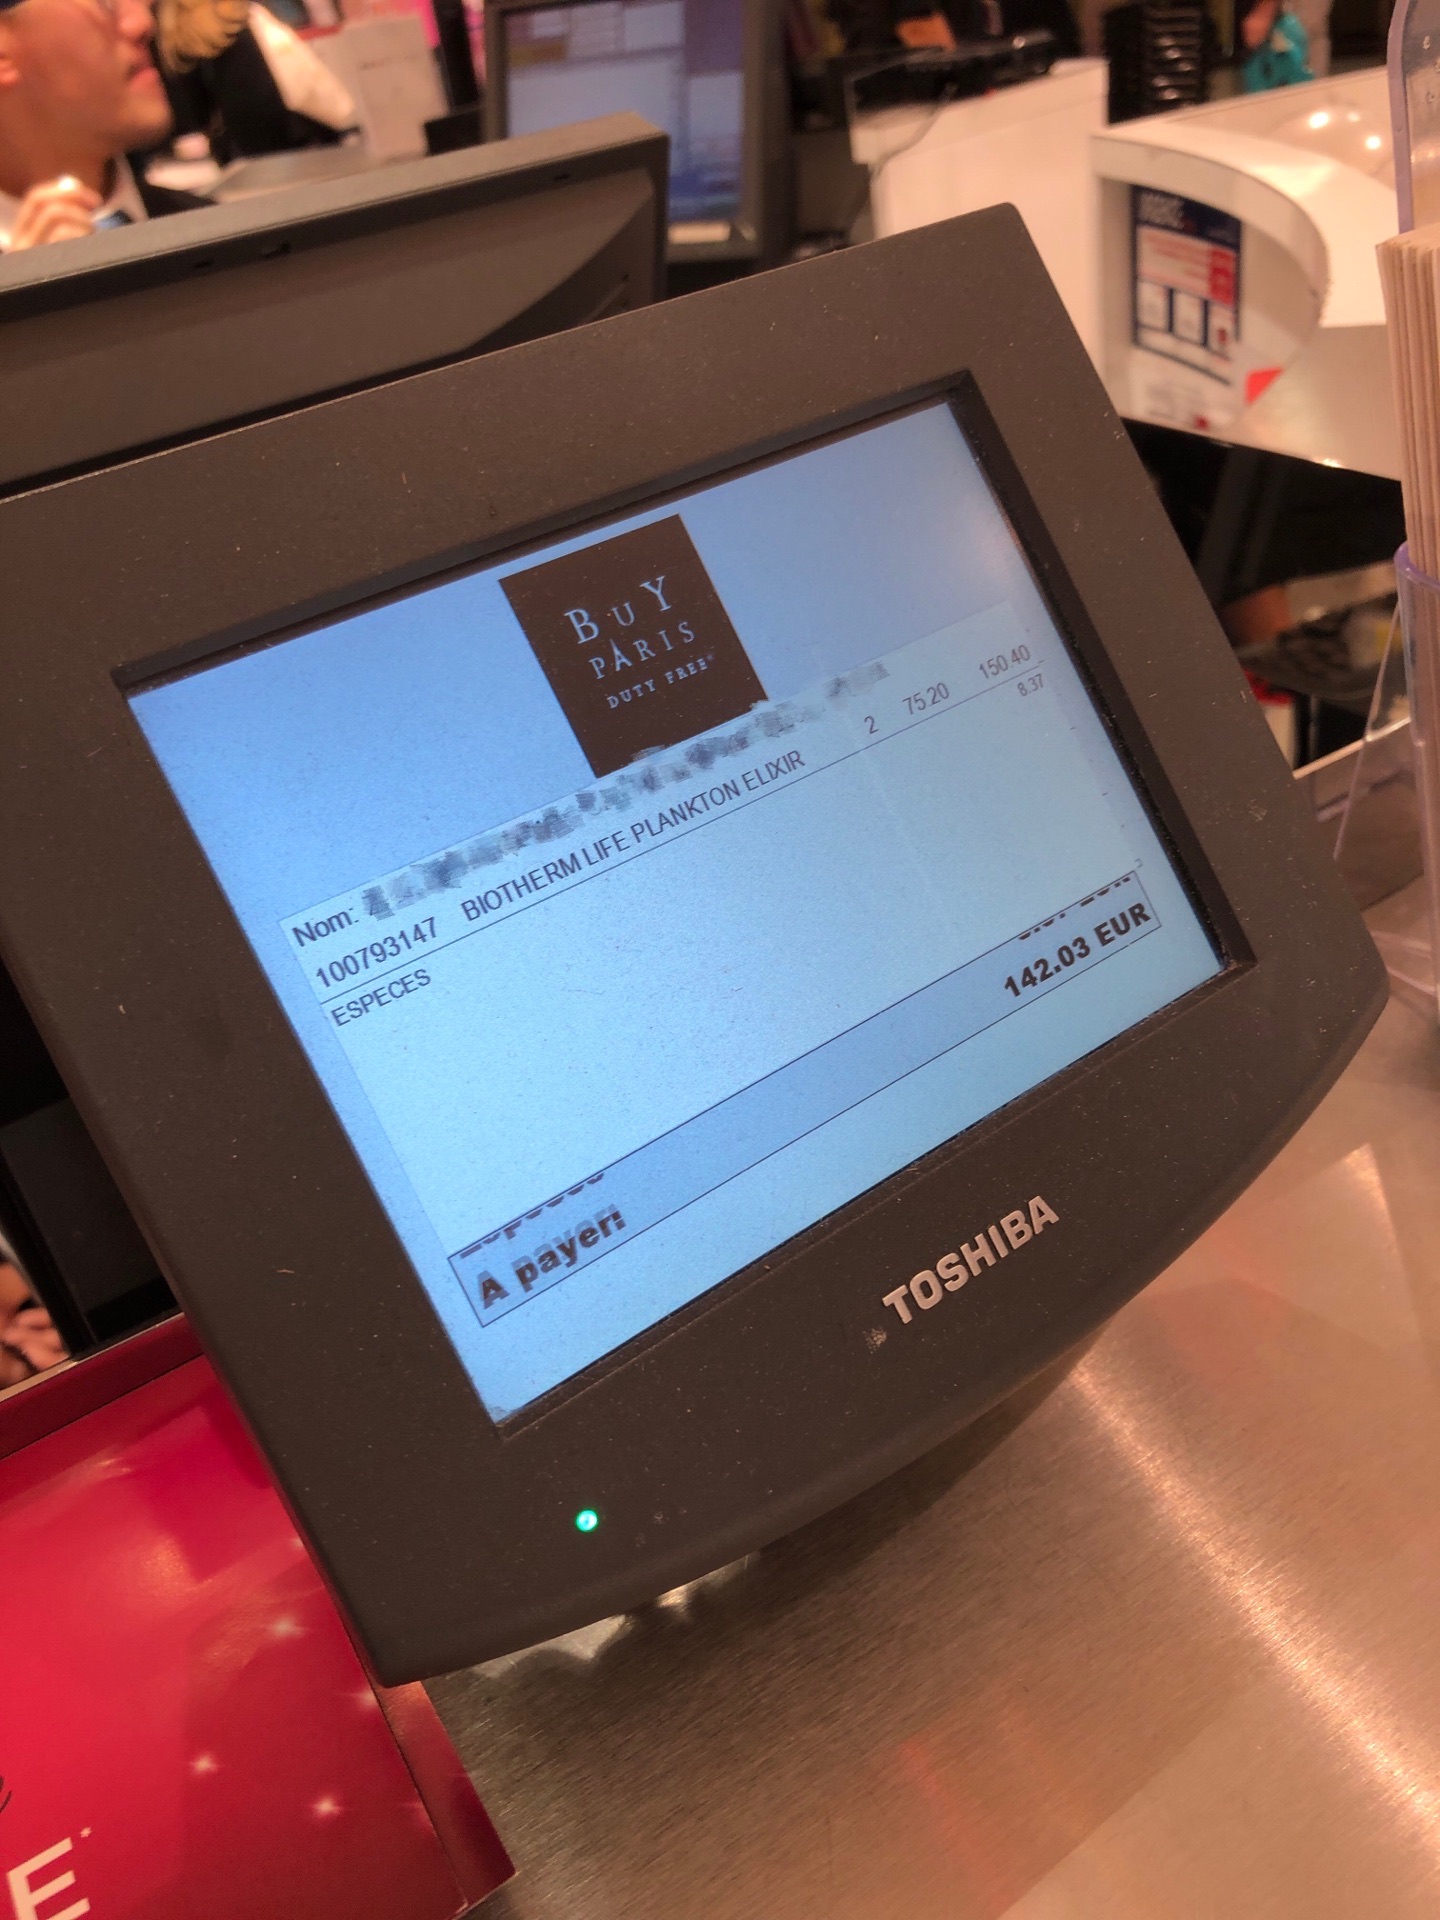 BuY
PARIS
DUTY FREE
Nom:
100793147 BIOTHERM LIFE PLANKTON ELIXIR 2 75.20 150.40
ESPECES 8.37
A payer: 142.03 EUR
TOSHIBA
E